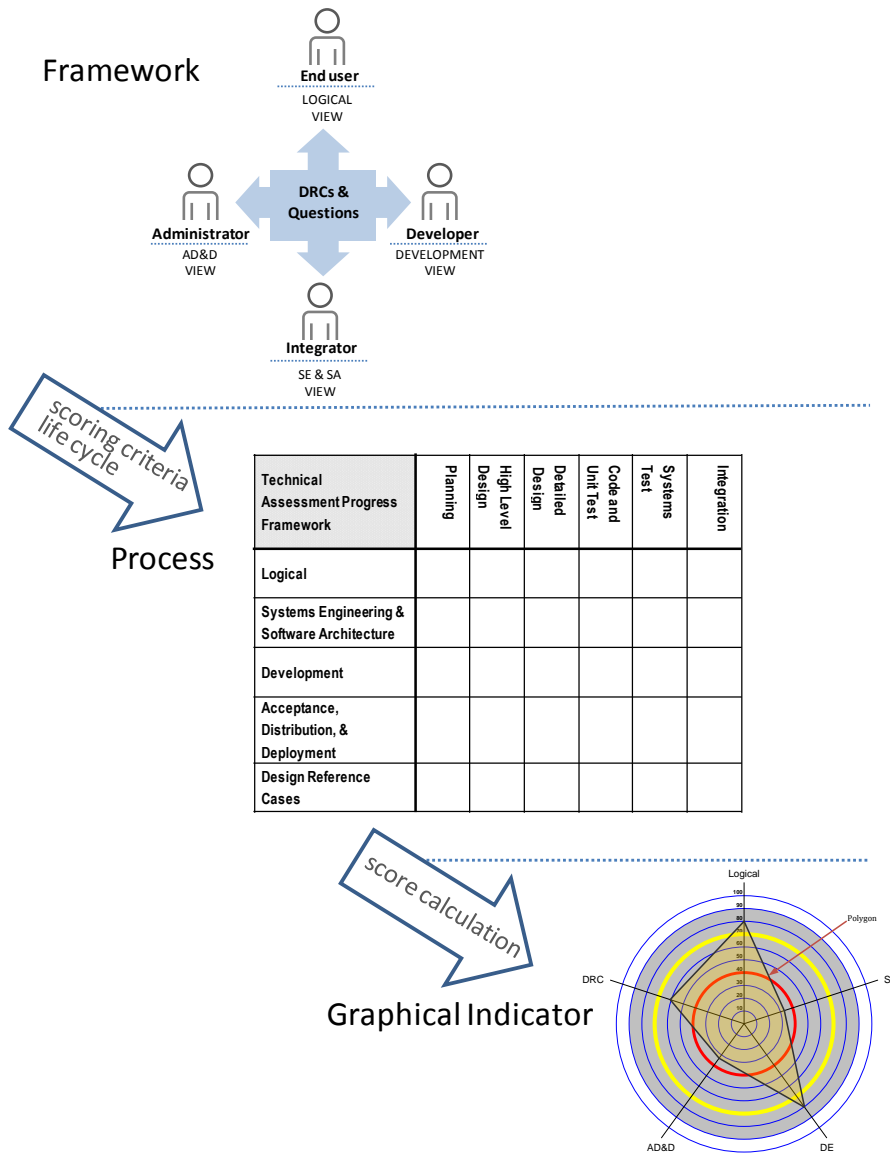 Framework
End user
LOGICAL
VIEW
DRCs &
Questions
Administrator
AD&D
VIEW
Developer
DEVELOPMENT
VIEW
Integrator
SE & SA
VIEW
scoring criteria
life cycle
Process
Technical
Assessment Progress
Framework
Planning
High Level
Design
Detailed
Design
Code and
Unit Test
Systems
Test
Integration
Logical
Systems Engineering &
Software Architecture
Development
Acceptance,
Distribution, &
Deployment
Design Reference
Cases
score calculation
Graphical Indicator
Logical
100
90
80
70
60
50
40
30
20
10
0
Polygon
DRC
S
AD&D
DE